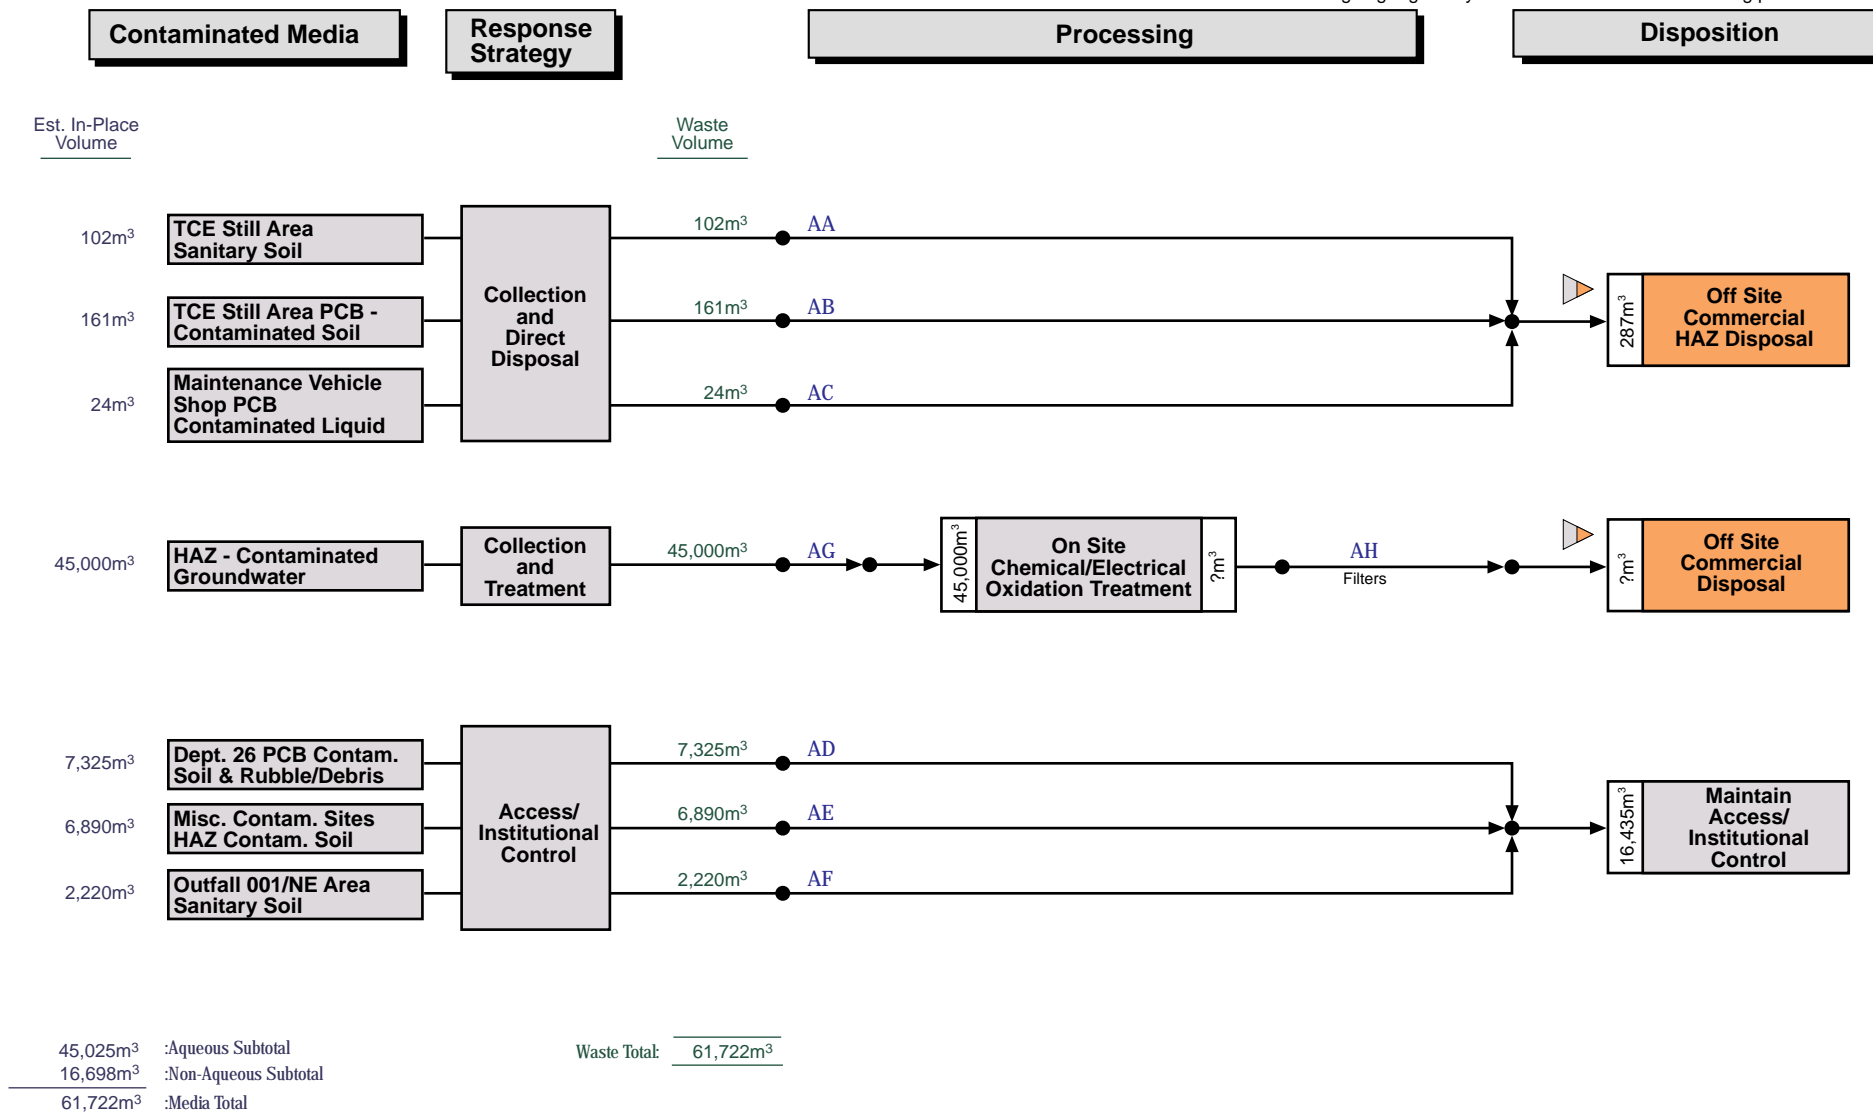 Contaminated Media
Response
Strategy
Processing
Disposition
Est. In-Place
Volume
Waste
Volume
102m³
TCE Still Area
Sanitary Soil
102m³
AA
161m³
TCE Still Area PCB -
Contaminated Soil
Collection
and
Direct
Disposal
161m³
AB
287m³
Off Site
Commercial
HAZ Disposal
24m³
Maintenance Vehicle
Shop PCB
Contaminated Liquid
24m³
AC
45,000m³
HAZ - Contaminated
Groundwater
Collection
and
Treatment
45,000m³
AG
45,000m³
On Site
Chemical/Electrical
Oxidation Treatment
?m³
AH
Filters
?m³
Off Site
Commercial
Disposal
7,325m³
Dept. 26 PCB Contam.
Soil & Rubble/Debris
7,325m³
AD
6,890m³
Misc. Contam. Sites
HAZ Contam. Soil
Access/
Institutional
Control
6,890m³
AE
16,435m³
Maintain
Access/
Institutional
Control
2,220m³
Outfall 001/NE Area
Sanitary Soil
2,220m³
AF
45,025m³ :Aqueous Subtotal
16,698m³ :Non-Aqueous Subtotal
61,722m³ :Media Total
Waste Total: 61,722m³